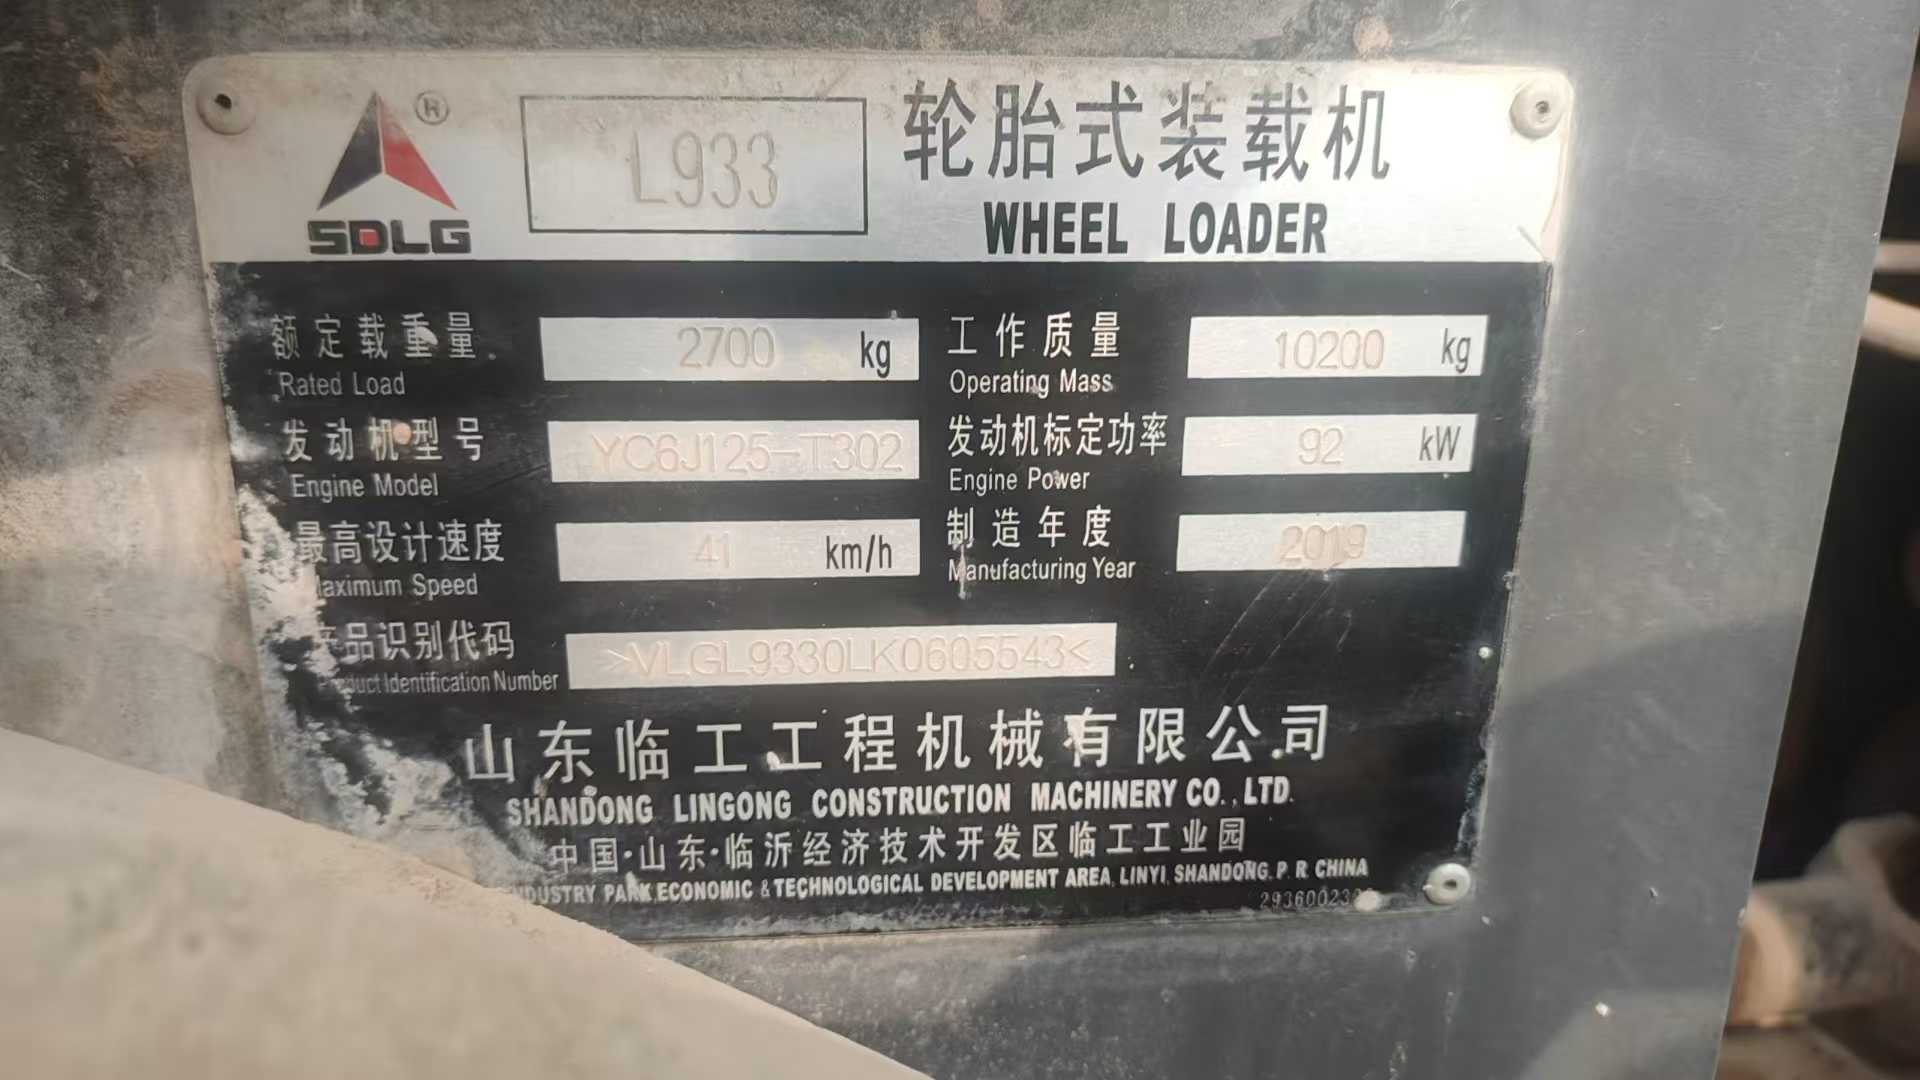 ®
SDLG
L933
轮胎式装载机
WHEEL LOADER
额定载重量 2700 kg
Rated Load
工作质量 10200 kg
Operating Mass
发动机型号 YC6J125-T302
Engine Model
发动机标定功率 92 kW
Engine Power
最高设计速度 41 km/h
Maximum Speed
制造年度 2019
Manufacturing Year
产品识别代码 >VLGL9330LK0605543<
Product Identification Number
山东临工工程机械有限公司
SHANDONG LINGONG CONSTRUCTION MACHINERY CO., LTD.
中国·山东·临沂经济技术开发区临工工业园
INDUSTRY PARK, ECONOMIC & TECHNOLOGICAL DEVELOPMENT AREA, LINYI, SHANDONG, P. R. CHINA